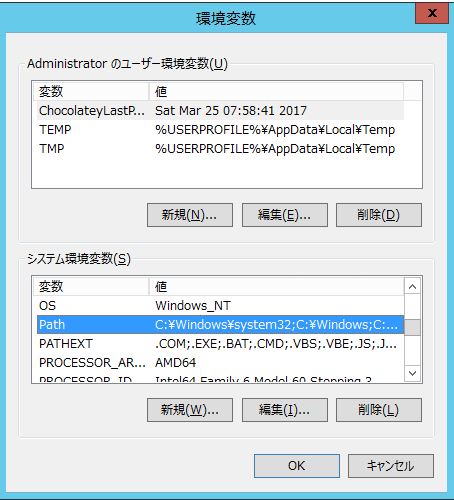 環境変数
x
Administrator のユーザー環境変数(U)
変数 値
ChocolateyLastP... Sat Mar 25 07:58:41 2017
TEMP %USERPROFILE%¥AppData¥Local¥Temp
TMP %USERPROFILE%¥AppData¥Local¥Temp
新規(N)... 編集(E)... 削除(D)
システム環境変数(S)
変数 値
OS Windows_NT
Path C:¥Windows¥system32;C:¥Windows;C:...
PATHEXT .COM;.EXE;.BAT;.CMD;.VBS;.VBE;.JS;.J...
PROCESSOR_AR... AMD64
PROCESSOR_ID Intel64 Family 6 Model 60 Stepping 3
新規(W)... 編集(I)... 削除(L)
OK キャンセル